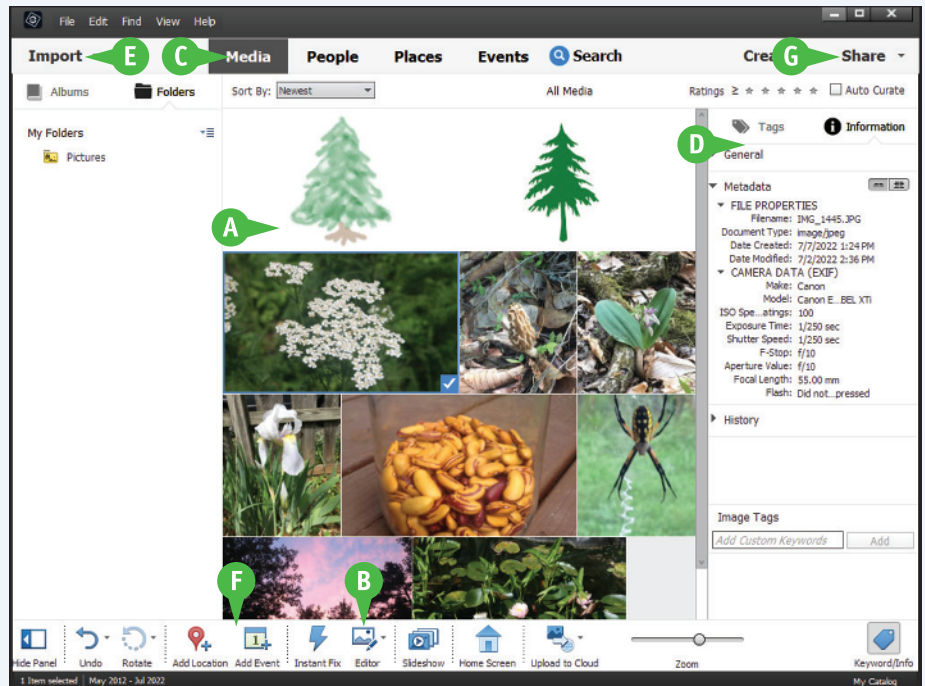 File Edit Find View Help
Import E C Media People Places Events Search Crea G Share
Albums Folders Sort By: Newest All Media Ratings ≥ Auto Curate
My Folders
Pictures
Tags Information
D
General
Metadata
FILE PROPERTIES
Filename: IMG_1445.JPG
Document Type: image/jpeg
Date Created: 7/7/2022 1:24 PM
Date Modified: 7/2/2022 2:36 PM
CAMERA DATA (EXIF)
Make: Canon
Model: Canon E...BEL XTi
ISO Spe...atings: 100
Exposure Time: 1/250 sec
Shutter Speed: 1/250 sec
F-Stop: f/10
Aperture Value: f/10
Focal Length: 55.00 mm
Flash: Did not...pressed
History
Image Tags
Add Custom Keywords Add
A
F B
1
Hide Panel Undo Rotate Add Location Add Event Instant Fix Editor Slideshow Home Screen Upload to Cloud Zoom Keyword/Info
1 Item selected May 2012 - Jul 2022 My Catalog